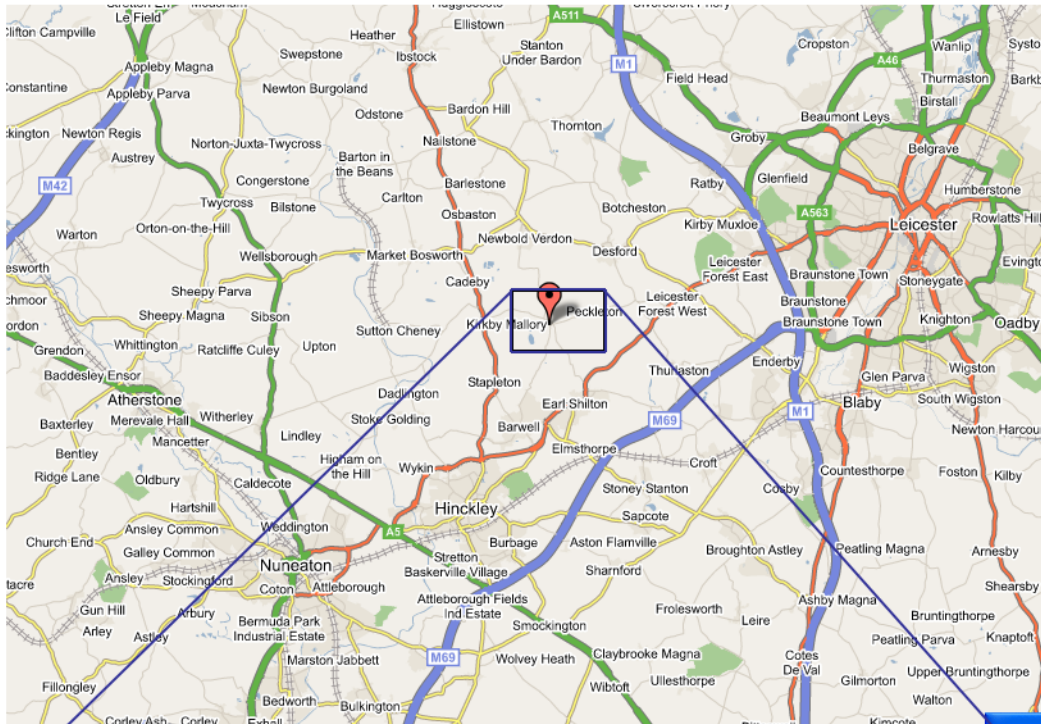 Le Field
Clifton Campville
Heather
Ellistown
A511
Cropston
Wanlip
Appleby Magna
Swepstone
Ibstock
Stanton
Under Bardon
M1
Field Head
A46
Thurmaston
Birstall
Constantine
Appleby Parva
Newton Burgoland
Odstone
Bardon Hill
Beaumont Leys
Newton Regis
Austrey
Norton-Juxta-Twycross
Nailstone
Thornton
Groby
Belgrave
Barton in
the Beans
Congerstone
Carlton
Barlestone
Ratby
Glenfield
Humberstone
M42
Twycross
Bilstone
Osbaston
Botcheston
A563
Rowlatts Hill
Warton
Orton-on-the-Hill
Newbold Verdon
Desford
Kirby Muxloe
Leicester
Wellsborough
Market Bosworth
Cadeby
Leicester
Forest East
Braunstone Town
Stoneygate
Sheepy Parva
Peckleton
Leicester
Forest West
Braunstone
Sheepy Magna
Sibson
Sutton Cheney
Kirkby Mallory
Braunstone Town
Knighton
Oadby
Grendon
Whittington
Ratcliffe Culey
Upton
Enderby
Wigston
Baddesley Ensor
Stapleton
Thurlaston
Glen Parva
Atherstone
Dadlington
Earl Shilton
Blaby
South Wigston
Baxterley
Merevale Hall
Witherley
Stoke Golding
Barwell
M69
M1
Mancetter
Lindley
Elmsthorpe
Newton Harcour
Bentley
Higham on
the Hill
Wykin
Croft
Countesthorpe
Foston
Kilby
Ridge Lane
Oldbury
Caldecote
Stoney Stanton
Cosby
Hartshill
Hinckley
Sapcote
Ansley Common
Weddington
A5
Burbage
Aston Flamville
Broughton Astley
Peatling Magna
Arnesby
Church End
Galley Common
Nuneaton
Stretton
Baskerville Village
Sharnford
Ansley
Stockingford
Coton
Attleborough
Shearsby
Gun Hill
Arbury
Attleborough Fields
Ind Estate
Frolesworth
Ashby Magna
Bruntingthorpe
Arley
Astley
Bermuda Park
Industrial Estate
Smockington
Leire
Peatling Parva
Knaptoft
M69
Wolvey Heath
Claybrooke Magna
Cotes
De Val
Upper Bruntingthorpe
Marston Jabbett
Ullesthorpe
Gilmorton
Fillongley
Bedworth
Bulkington
Wibtoft
Walton
Corley Ash
Corley
Exhall
Kimcote